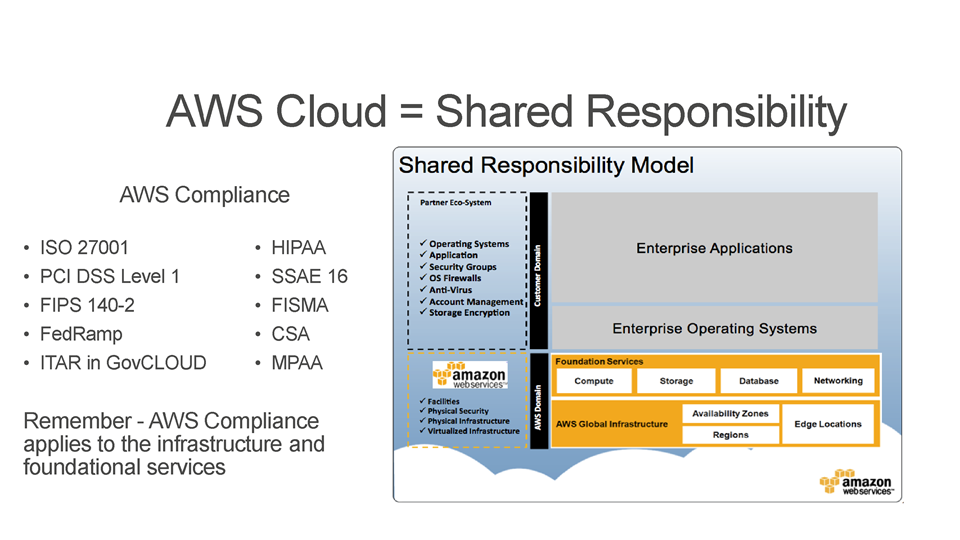 AWS Cloud = Shared Responsibility
AWS Compliance
• ISO 27001
• PCI DSS Level 1
• FIPS 140-2
• FedRamp
• ITAR in GovCLOUD
• HIPAA
• SSAE 16
• FISMA
• CSA
• MPAA
Remember - AWS Compliance
applies to the infrastructure and
foundational services
Shared Responsibility Model
Partner Eco-System
✓ Operating Systems
✓ Application
✓ Security Groups
✓ OS Firewalls
✓ Anti-Virus
✓ Account Management
✓ Storage Encryption
Customer Domain
Enterprise Applications
Enterprise Operating Systems
amazon
webservices™
✓ Facilities
✓ Physical Security
✓ Physical Infrastructure
✓ Virtualized Infrastructure
AWS Domain
Foundation Services
Compute
Storage
Database
Networking
AWS Global Infrastructure
Availability Zones
Regions
Edge Locations
amazon
webservices™